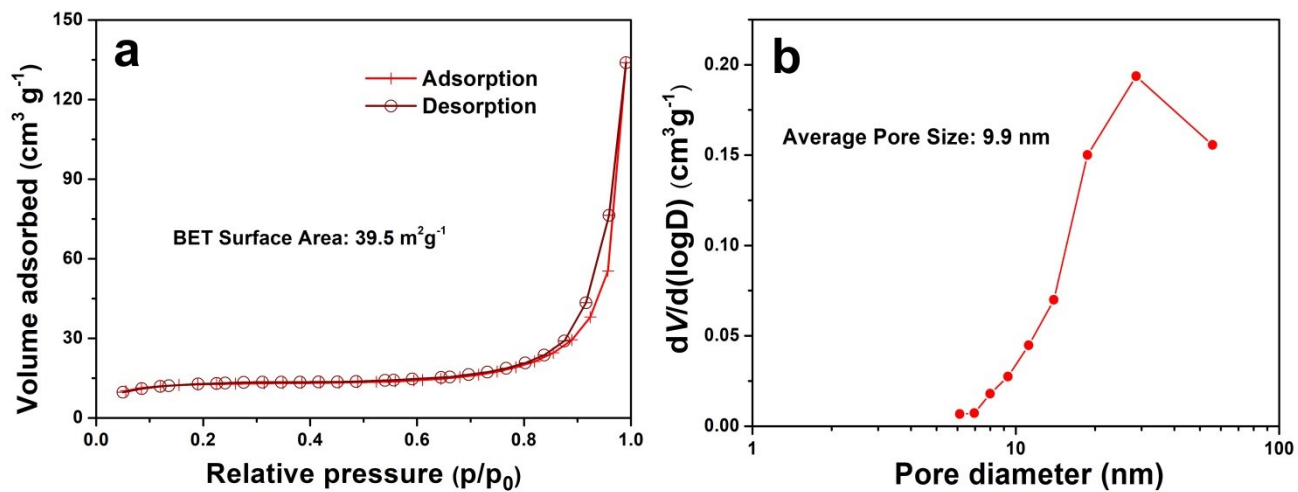 a
Adsorption
Desorption
BET Surface Area: 39.5 m²g⁻¹
Volume adsorbed (cm³ g⁻¹)
150
120
90
60
30
0
0.0 0.2 0.4 0.6 0.8 1.0
Relative pressure (p/p₀)
b
Average Pore Size: 9.9 nm
dV/d(logD) (cm³g⁻¹)
0.20
0.15
0.10
0.05
0.00
1 10 100
Pore diameter (nm)